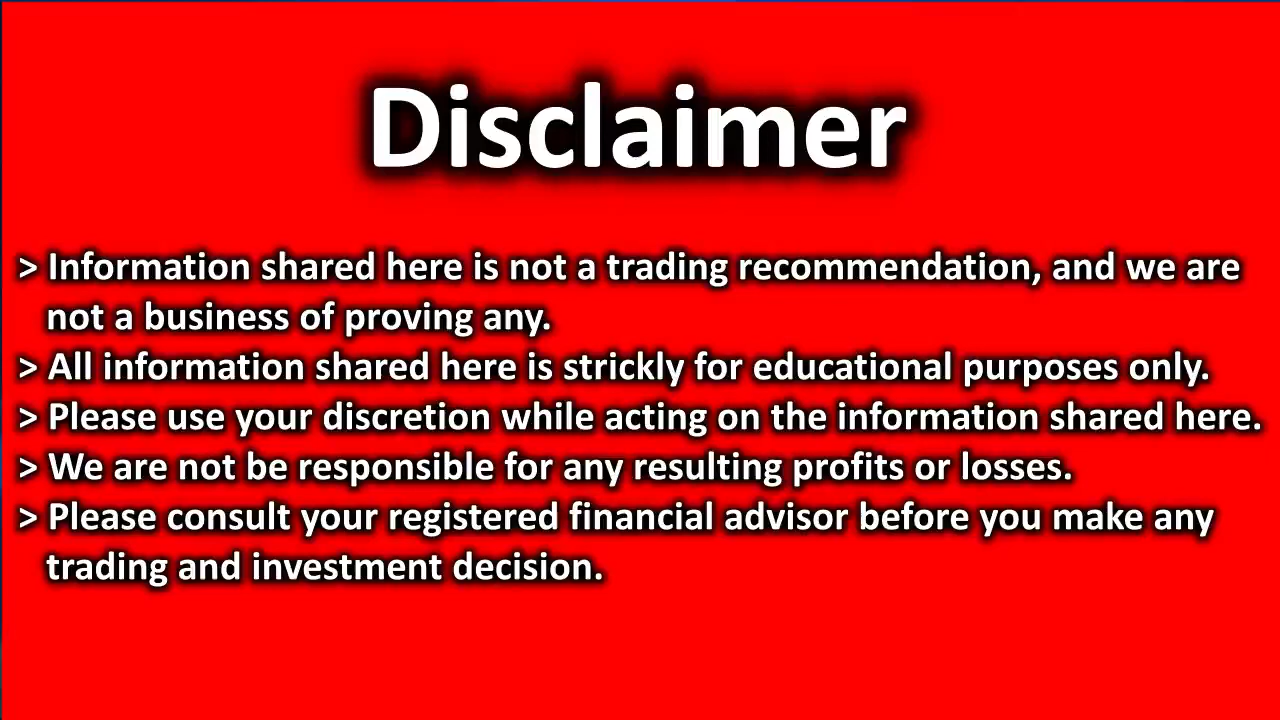 Disclaimer
> Information shared here is not a trading recommendation, and we are
not a business of proving any.
> All information shared here is strickly for educational purposes only.
> Please use your discretion while acting on the information shared here.
> We are not be responsible for any resulting profits or losses.
> Please consult your registered financial advisor before you make any
trading and investment decision.